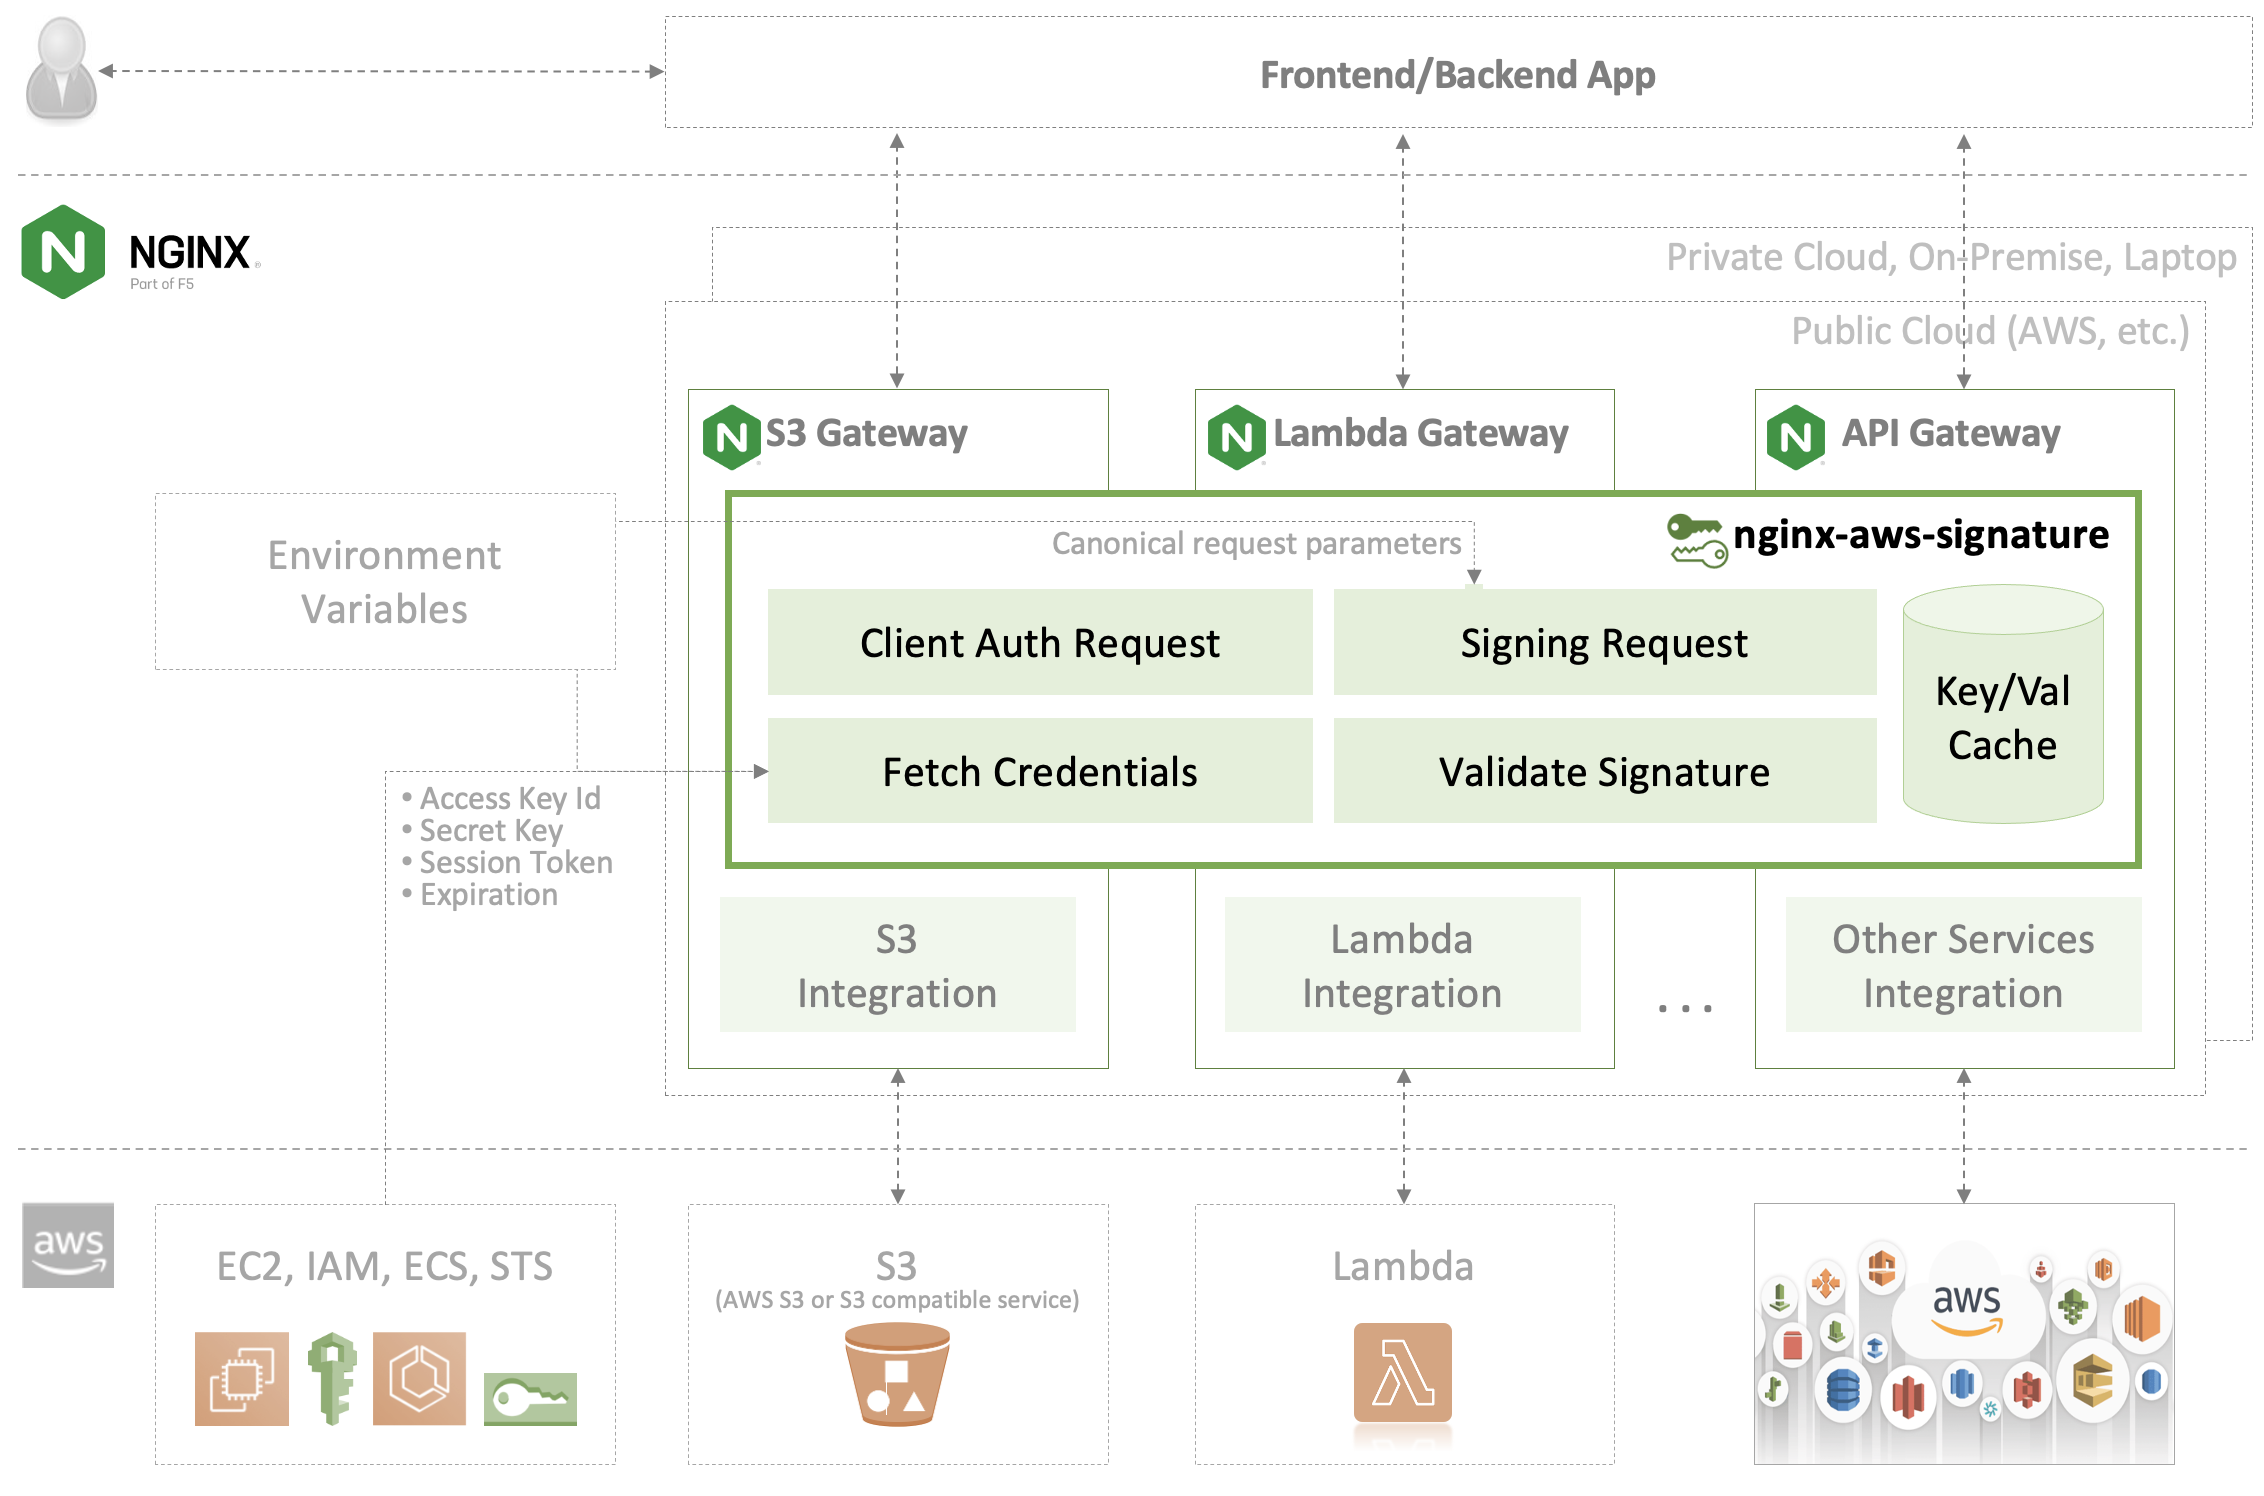 Frontend/Backend App
NGINX
Part of F5
Private Cloud, On-Premise, Laptop
Public Cloud (AWS, etc.)
S3 Gateway
Lambda Gateway
API Gateway
Environment
Variables
Canonical request parameters
nginx-aws-signature
Client Auth Request
Signing Request
Key/Val
Cache
Fetch Credentials
Validate Signature
• Access Key Id
• Secret Key
• Session Token
• Expiration
S3
Integration
Lambda
Integration
...
Other Services
Integration
aws
EC2, IAM, ECS, STS
S3
(AWS S3 or S3 compatible service)
Lambda
aws